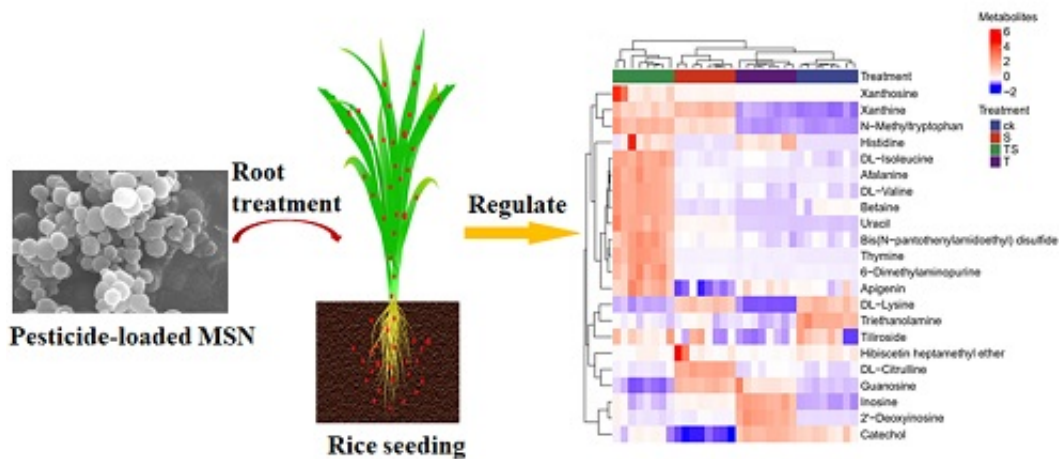 Root
treatment
Pesticide-loaded MSN
Rice seeding
Regulate
Metabolites
6
4
2
0
−2
Treatment
ck
S
TS
T
Treatment
Xanthosine
Xanthine
N−Methyltryptophan
Histidine
DL−Isoleucine
Afalanine
DL−Valine
Betaine
Uracil
Bis(N−pantothenylamidoethyl) disulfide
Thymine
6−Dimethylaminopurine
Apigenin
DL−Lysine
Triethanolamine
Tiliroside
Hibiscetin heptamethyl ether
DL−Citrulline
Guanosine
Inosine
2'−Deoxyinosine
Catechol